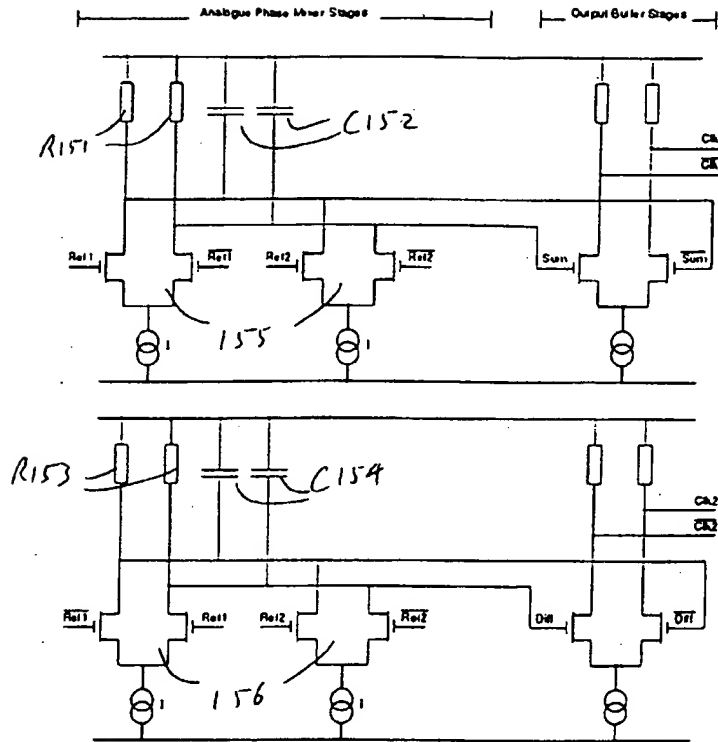 Analogue Phase Mixer Stages
Output Buffer Stages
R151
C152
Clk
Clk
Ref1
Ref1
Ref2
Ref2
Sum
Sum
155
I
I
R153
C154
Clk2
Clk2
Ref1
Ref1
Ref2
Ref2
Diff
Diff
156
I
I